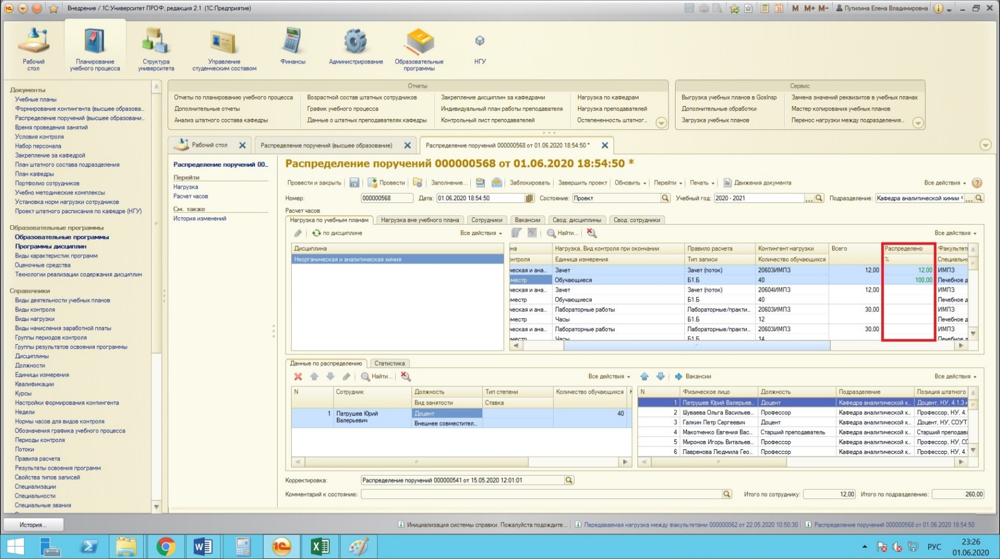 Внедрение / 1С:Университет ПРОФ, редакция 2.1 (1С:Предприятие)
M M+ M-
Путилина Елена Владимировна
Рабочий стол
Планирование учебного процесса
Структура университета
Управление студенческим составом
Финансы
Администрирование
Образовательные программы
НГУ
Документы
Учебные планы
Формирование контингента (высшее образова...
Распределение поручений (высшее образовани...
Время проведения занятий
Условия контроля
Набор персонала
Закрепление за кафедрой
План штатного состава подразделения
План кафедры
Портфолио сотрудников
Учебно методические комплексы
Установка норм нагрузки сотрудников
Проект штатного расписания по кафедре (НГУ)
Образовательные программы
Образовательные программы
Программы дисциплин
Виды характеристик программ
Оценочные средства
Технологии реализации содержания дисциплин
Справочники
Виды деятельности учебных планов
Виды контроля
Виды нагрузки
Виды начисления заработной платы
Группы периодов контроля
Группы результатов освоения программы
Дисциплины
Должности
Единицы измерения
Квалификации
Курсы
Настройки формирования контингента
Недели
Нормы часов для видов контроля
Обозначения графика учебного процесса
Периоды контроля
Потоки
Правила расчета
Результаты освоения программ
Свойства типов записей
Специализации
Специальности
Специальные звания
Отчеты
Отчеты по планированию учебного процесса
Возрастной состав штатных сотрудников
Закрепление дисциплин за кафедрами
Нагрузка по кафедрам
Дополнительные отчеты
График учебного процесса
Индивидуальный план работы преподавателя
Нагрузка преподавателей
Анализ штатного состава кафедры
Данные о штатных преподавателях кафедры
Контрольный лист преподавателей
Остепененность штатног...
Сервис
Выгрузка учебных планов в GosInsp
Замена значений реквизитов в учебных планах
Дополнительные обработки
Мастер копирования учебных планов
Загрузка учебных планов
Перенос нагрузки между подразделения...
Рабочий стол
Распределение поручений (высшее образование)
Распределение поручений 000000568 от 01.06.2020 18:54:50 *
Распределение поручений 00...
Перейти
Нагрузка
Расчет часов
См. также
История изменений
Распределение поручений 000000568 от 01.06.2020 18:54:50 *
Провести и закрыть
Провести
Заполнение...
Заблокировать
Завершить проект
Обновить
Перейти
Печать
Движения документа
Все действия
Номер: 000000568 Дата: 01.06.2020 18:54:50 Состояние: Проект Учебный год: 2020 - 2021 ... Подразделение: Кафедра аналитической химии ...
Расчет часов
Нагрузка по учебным планам
Нагрузка вне учебного плана
Сотрудники
Вакансии
Свод: дисциплины
Свод: сотрудники
по дисциплине
Все действия
Найти...
Все действия
Дисциплина
Неорганическая и аналитическая химия
на Нагрузка, Вид контроля при окончании Правило расчета Контингент нагрузки Всего Распределено Факультет
онтроля Единица измерения Тип записи Количество обучающихся % Специально
ческая и ана... Зачет Зачет (поток) 20603ИМПЗ 12,00 12,00 ИМПЗ
местр Обучающиеся Б1.Б 40 100,00 Лечебное д
ческая и ана... Зачет Зачет (поток) 20604ИМПЗ 12,00 ИМПЗ
местр Обучающиеся Б1.Б 40 Лечебное д
ческая и ана... Лабораторные работы Лабораторные/практи... 20603ИМПЗ 30,00 ИМПЗ
местр Часы Б1.Б 12 Лечебное д
ческая и ана... Лабораторные работы Лабораторные/практи... 20603ИМПЗ 30,00 ИМПЗ
местр Часы Б1.Б 14 Лечебное д
Данные по распределению
Статистика
Найти...
Все действия
Вакансии
Все действия
N Сотрудник Должность Тип степени Количество обучающихся
Вид занятости Ставка
1 Патрушев Юрий Валерьевич Доцент 40
Внешнее совместител...
N Физическое лицо Должность Подразделение Позиция штатного
1 Патрушев Юрий Валерьев... Доцент Кафедра аналитической х... Доцент, НУ, 4.1.3 к
2 Шуваева Ольга Васильев... Профессор Кафедра аналитической х... Профессор, НУ, 4.
3 Галкин Петр Сергеевич Доцент Кафедра аналитической х... Доцент, НУ, СОУТ
4 Макотченко Евгения Вас... Старший преподаватель Кафедра аналитической х... Старший преподава
5 Миронов Игорь Витальев... Профессор Кафедра аналитической х... Профессор, НУ, СО
6 Лавренова Людмила Гео... Профессор Кафедра аналитической х... Профессор, НУ, 4.
Корректировка: Распределение поручений 000000541 от 15.05.2020 12:01:01
Комментарий к состоянию: Итого по сотруднику: 12,00 Итого по подразделению: 260,00
История...
Инициализация системы справки. Пожалуйста подождите...
Передаваемая нагрузка между факультетами 000000062 от 22.05.2020 10:50:30
Распределение поручений 000000568 от 01.06.2020 18:54:50
РУС
23:26
01.06.2020